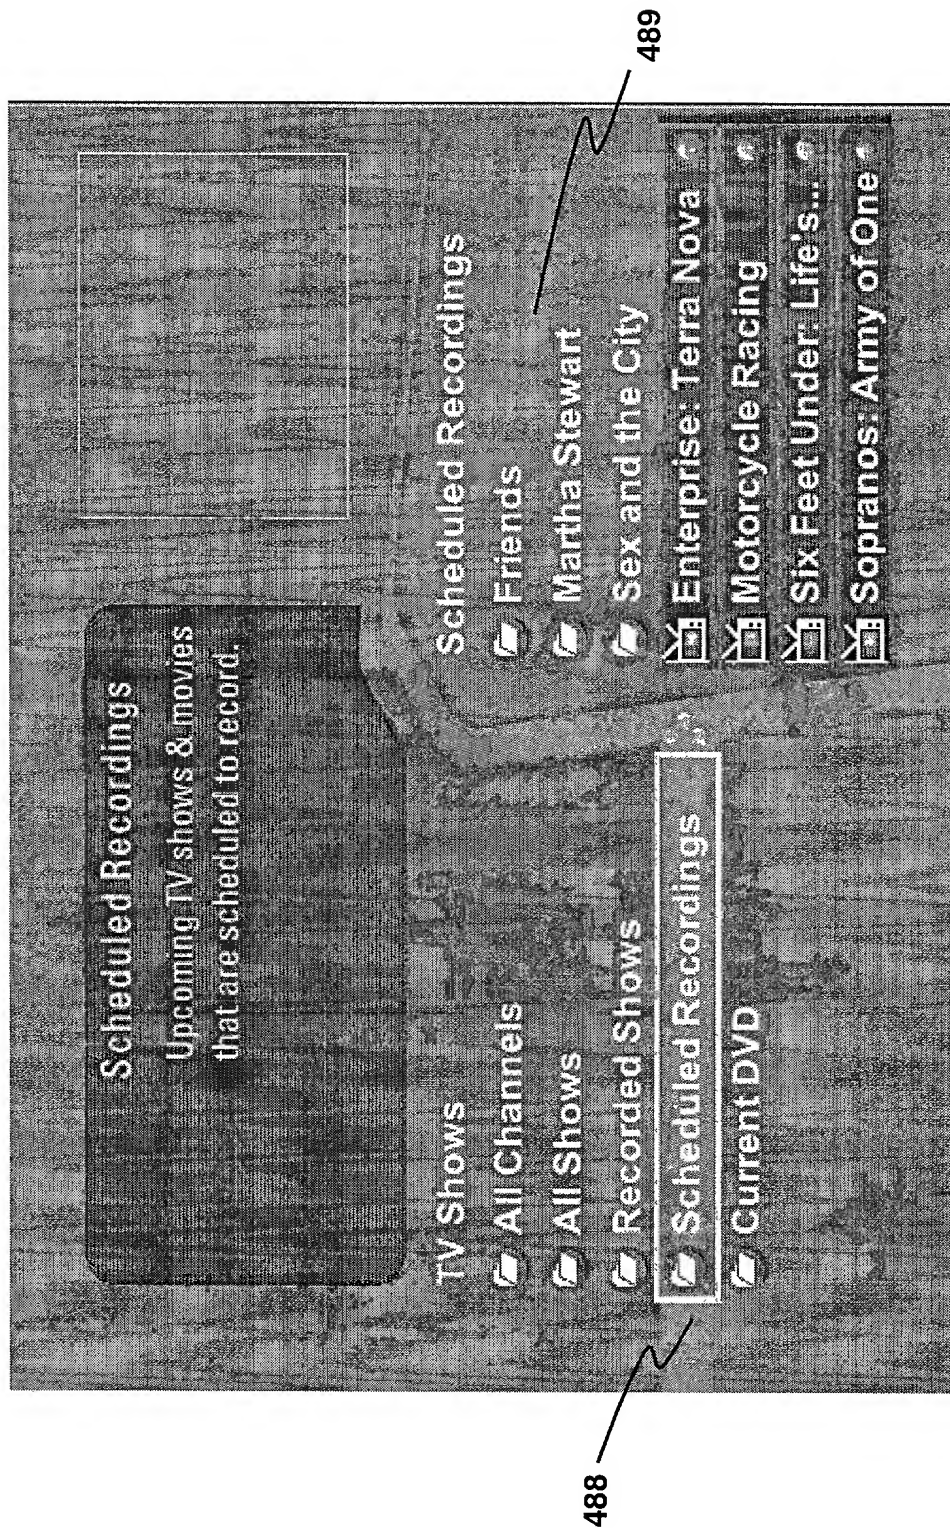 Scheduled Recordings
Upcoming TV shows & movies
that are scheduled to record.
TV Shows
All Channels
All Shows
Recorded Shows
Scheduled Recordings
Current DVD
Scheduled Recordings
Friends
Martha Stewart
Sex and the City
Enterprise: Terra Nova
Motorcycle Racing
Six Feet Under: Life's...
Sopranos: Army of One
488
489